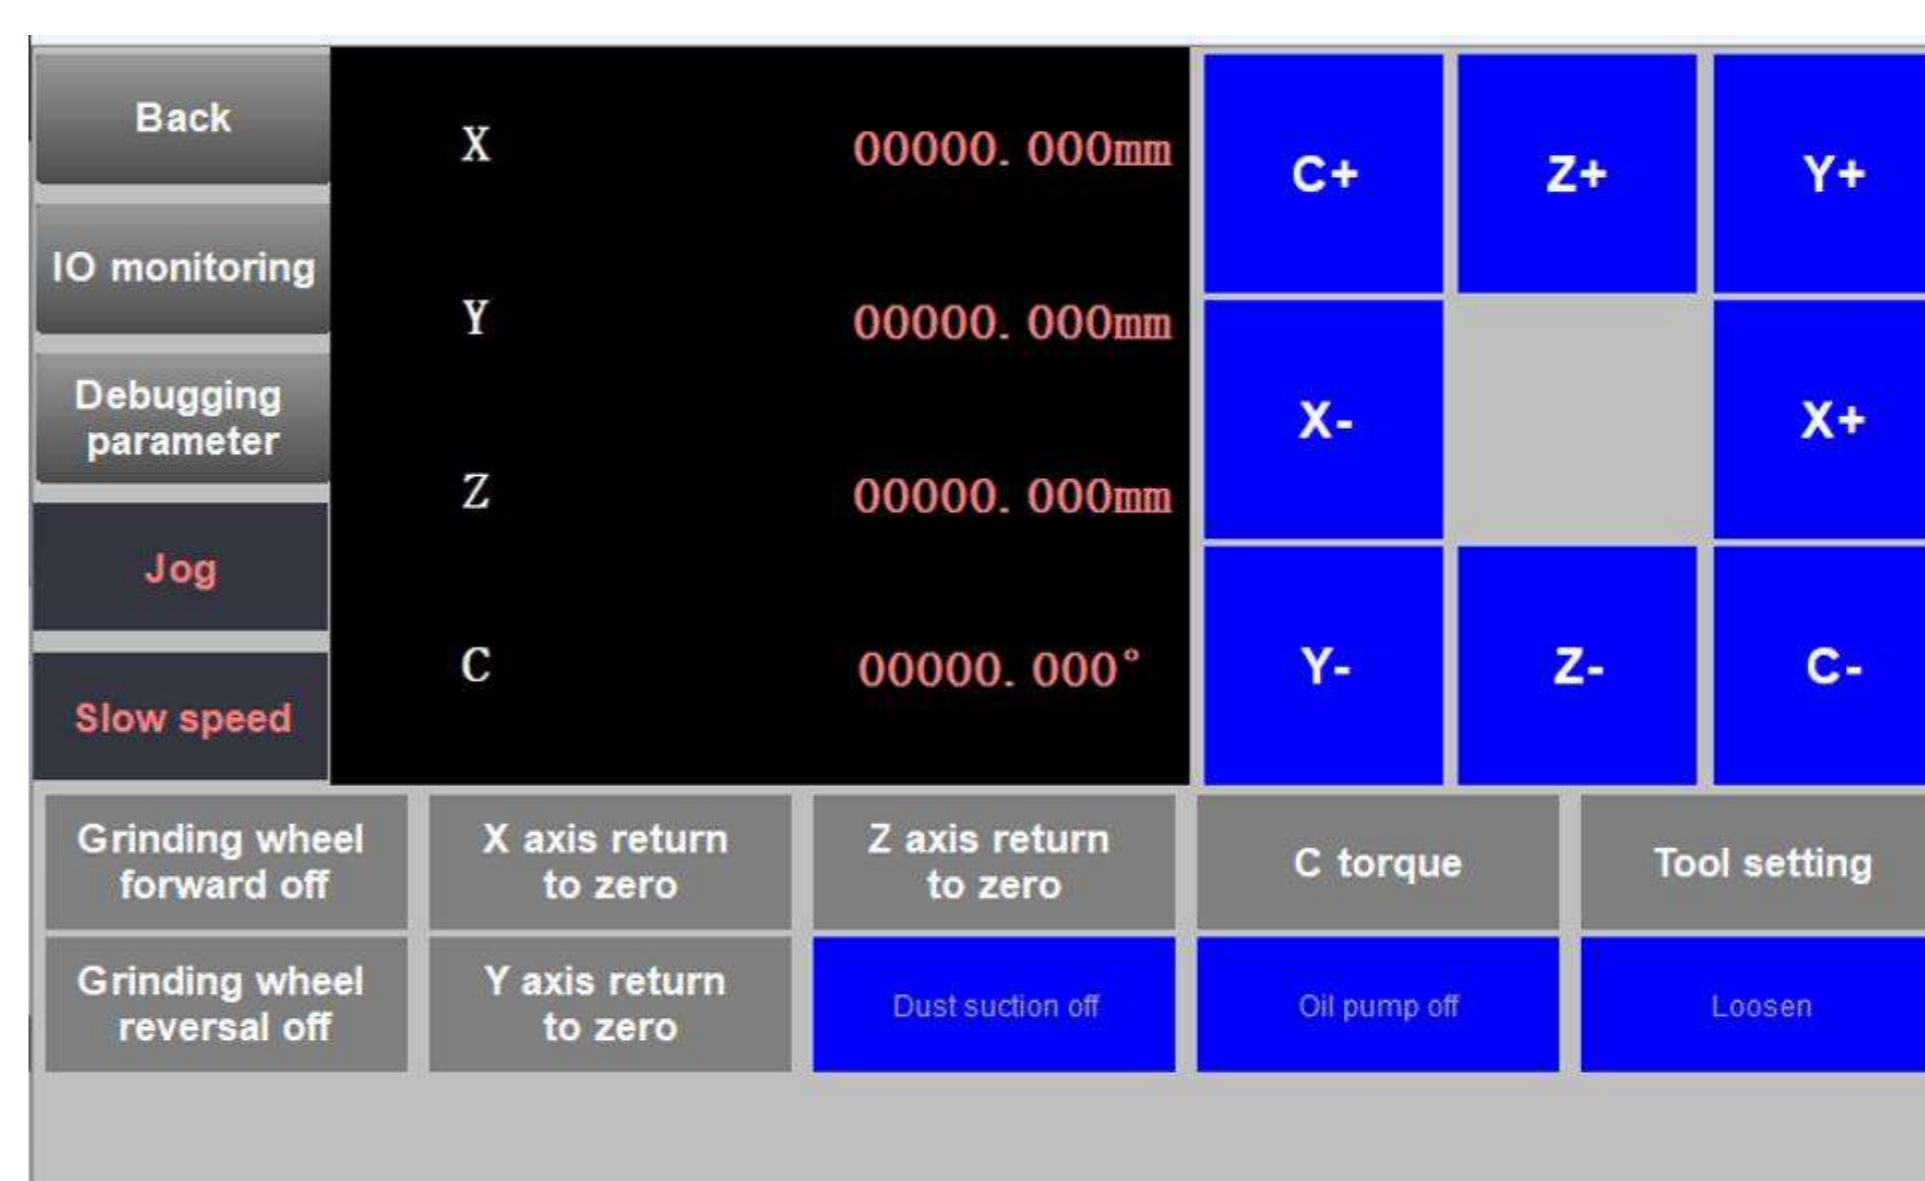 Back
IO monitoring
Debugging
parameter
Jog
Slow speed
X 00000.000mm
Y 00000.000mm
Z 00000.000mm
C 00000.000°
C+ Z+ Y+
X- X+
Y- Z- C-
Grinding wheel
forward off
X axis return
to zero
Z axis return
to zero
C torque
Tool setting
Grinding wheel
reversal off
Y axis return
to zero
Dust suction off
Oil pump off
Loosen